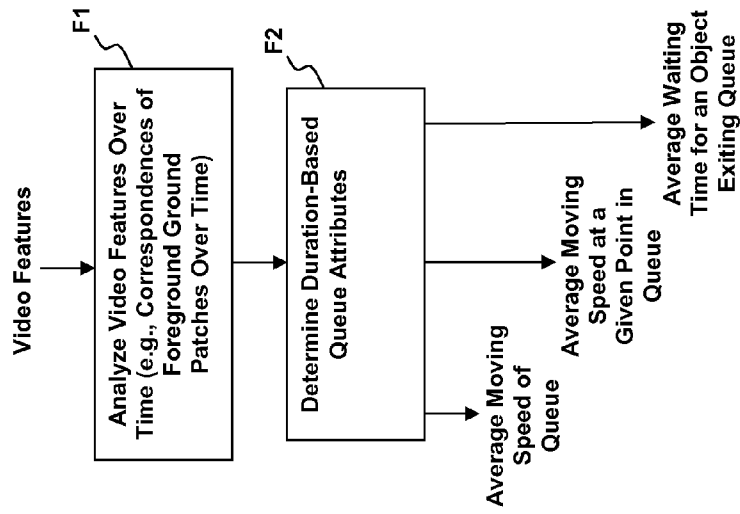 Video Features
F1
Analyze Video Features Over
Time (e.g., Correspondences of
Foreground Ground
Patches Over Time)
F2
Determine Duration-Based
Queue Attributes
Average Moving
Speed of
Queue
Average Moving
Speed at a
Given Point in
Queue
Average Waiting
Time for an Object
Exiting Queue